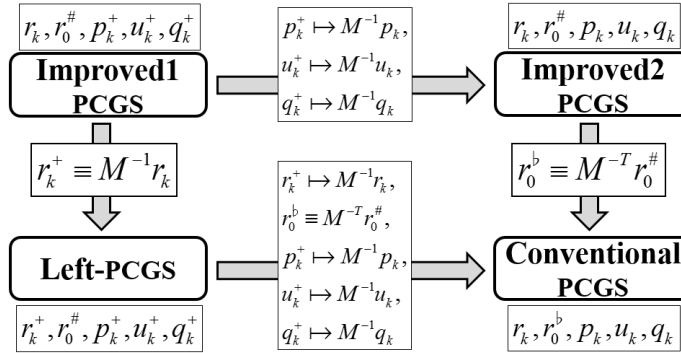 r_k, r_0^#, p_k^+, u_k^+, q_k^+
Improved1
PCGS
p_k^+ ↦ M^{-1} p_k,
u_k^+ ↦ M^{-1} u_k,
q_k^+ ↦ M^{-1} q_k
r_k, r_0^#, p_k, u_k, q_k
Improved2
PCGS
r_k^+ ≡ M^{-1} r_k
r_k^+ ↦ M^{-1} r_k,
r_0^♭ ≡ M^{-T} r_0^#,
p_k^+ ↦ M^{-1} p_k,
u_k^+ ↦ M^{-1} u_k,
q_k^+ ↦ M^{-1} q_k
r_0^♭ ≡ M^{-T} r_0^#
Left-PCGS
r_k^+, r_0^#, p_k^+, u_k^+, q_k^+
Conventional
PCGS
r_k, r_0^♭, p_k, u_k, q_k